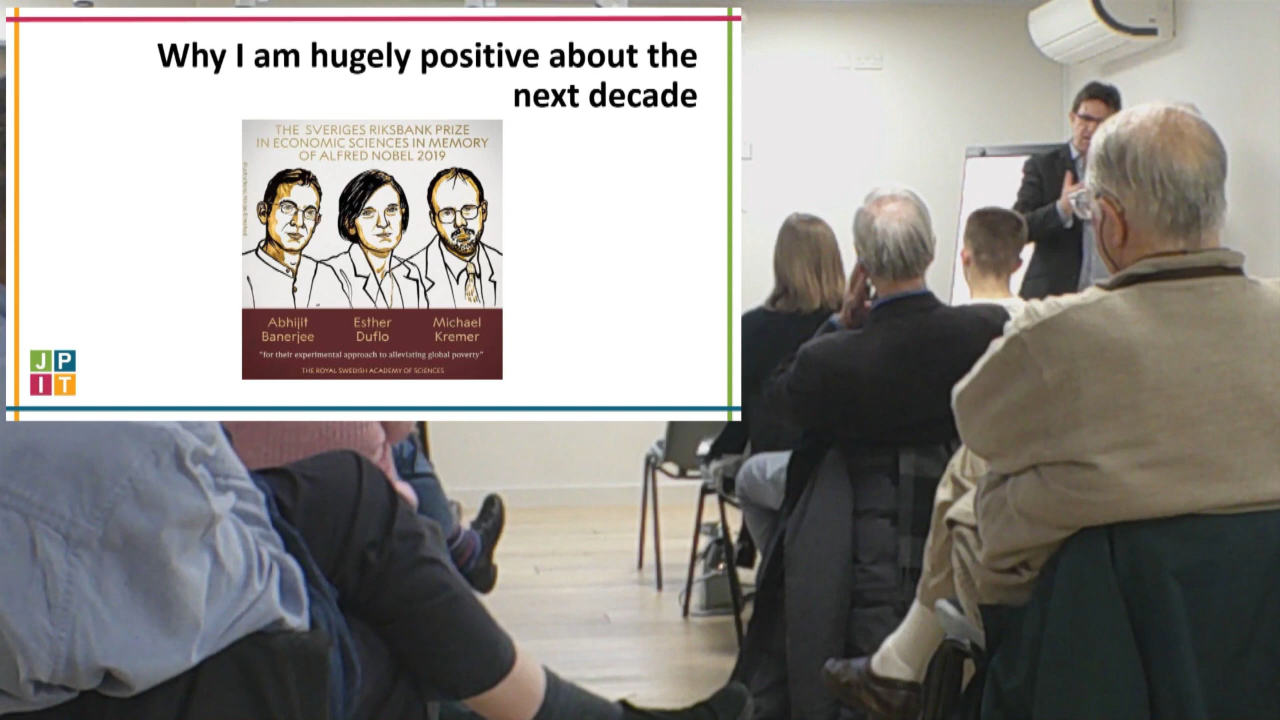 Why I am hugely positive about the
next decade
THE SVERIGES RIKSBANK PRIZE
IN ECONOMIC SCIENCES IN MEMORY
OF ALFRED NOBEL 2019
Abhijit
Banerjee
Esther
Duflo
Michael
Kremer
"for their experimental approach to alleviating global poverty"
THE ROYAL SWEDISH ACADEMY OF SCIENCES
JP
IT